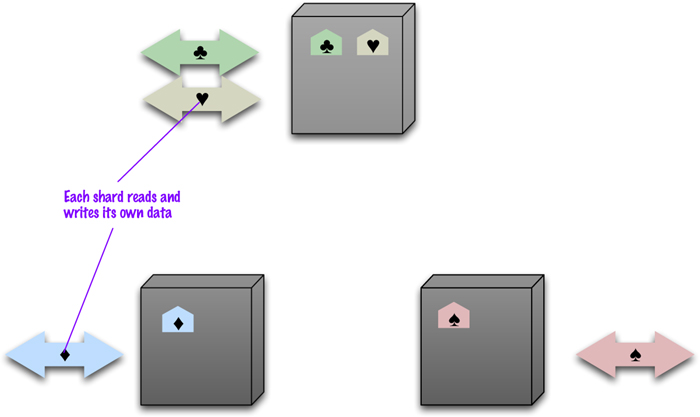 Each shard reads and
writes its own data